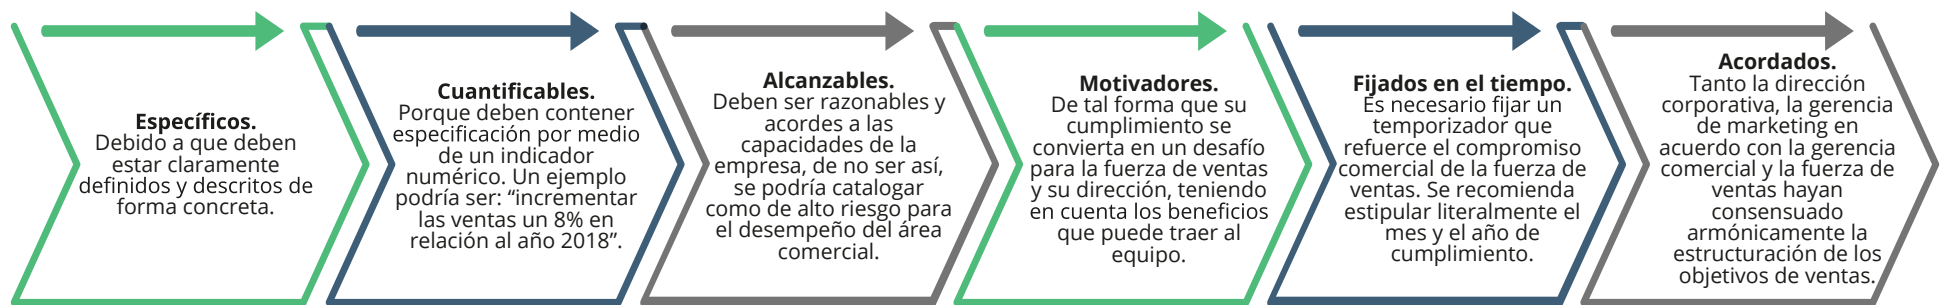 Específicos.
Debido a que deben
estar claramente
definidos y descritos de
forma concreta.
Cuantificables.
Porque deben contener
especificación por medio
de un indicador
numérico. Un ejemplo
podría ser: “incrementar
las ventas un 8% en
relación al año 2018”.
Alcanzables.
Deben ser razonables y
acordes a las
capacidades de la
empresa, de no ser así,
se podría catalogar
como de alto riesgo para
el desempeño del área
comercial.
Motivadores.
De tal forma que su
cumplimiento se
convierta en un desafío
para la fuerza de ventas
y su dirección, teniendo
en cuenta los beneficios
que puede traer al
equipo.
Fijados en el tiempo.
Es necesario fijar un
temporizador que
refuerce el compromiso
comercial de la fuerza de
ventas. Se recomienda
estipular literalmente el
mes y el año de
cumplimiento.
Acordados.
Tanto la dirección
corporativa, la gerencia
de marketing en
acuerdo con la gerencia
comercial y la fuerza de
ventas hayan
consensuado
armónicamente la
estructuración de los
objetivos de ventas.